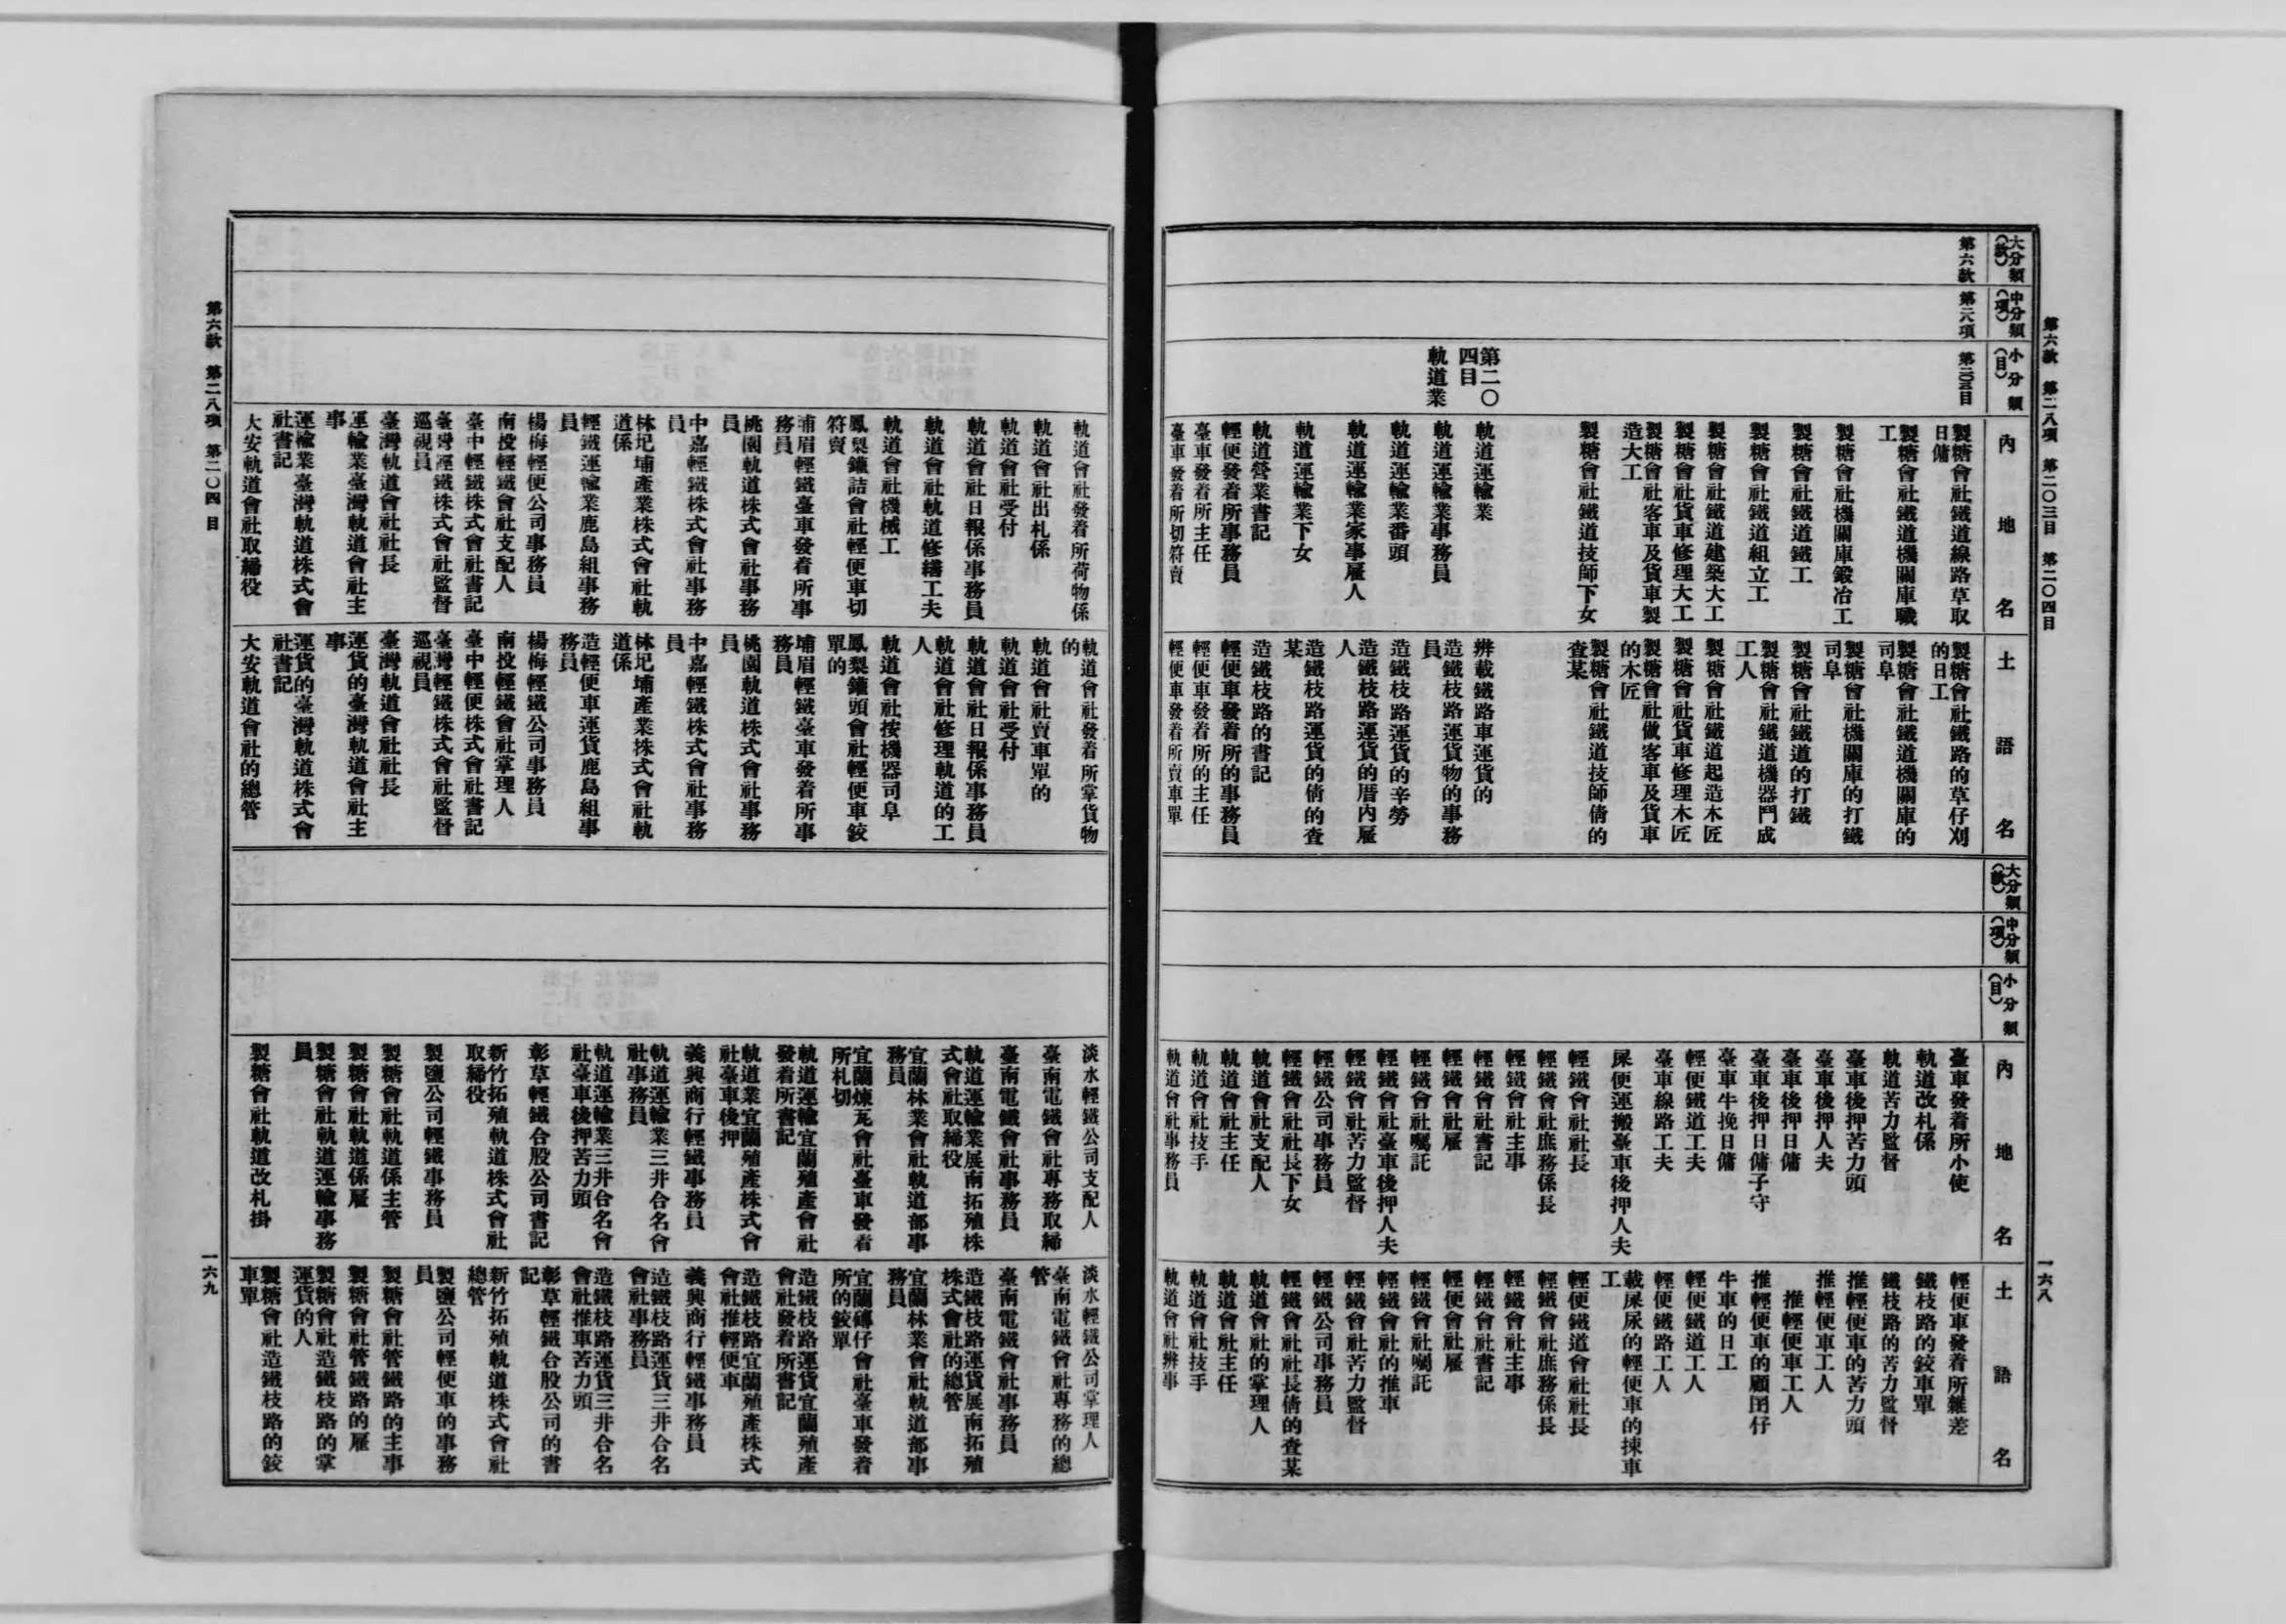 第六款 第二八項 第二〇三目 第二〇四目
一六八
大分類(款)
中分類(項)
小分類(目)
內地名
土語名
第六款
第二八項
第二〇三目
製糖會社鐵道線路草取
日傭
製糖會社鐵道機關庫職
工
製糖會社機關庫鍛冶工
製糖會社鐵道鐵工
製糖會社鐵道組立工
製糖會社鐵道建築大工
製糖會社貨車修理大工
製糖會社客車及貨車製
造大工
製糖會社鐵道技師下女
第二〇
四目
軌道業
軌道運輸業
軌道運輸業事務員
軌道運輸業番頭
軌道運輸業家事雇人
軌道運輸業下女
軌道營業書記
輕便發着所事務員
臺車發着所主任
臺車發着所切符賣
製糖會社鐵路的草仔刈
的日工
製糖會社鐵道機關庫的
司阜
製糖會社機關庫的打鐵
司阜
製糖會社鐵道的打鐵
製糖會社鐵道機器鬥成
工人
製糖會社鐵道起造木匠
製糖會社貨車修理木匠
製糖會社做客車及貨車
的木匠
製糖會社鐵道技師倩的
查某
辨載鐵路車運貨的
造鐵枝路運貨物的事務
員
造鐵枝路運貨的辛勞
造鐵枝路運貨的厝內雇
人
造鐵枝路運貨的倩的查
某
造鐵枝路的書記
輕便車發着所的事務員
輕便車發着所的主任
輕便車發着所賣車單
大分類(款)
中分類(項)
小分類(目)
內地名
土語名
臺車發着所小使
軌道改札係
軌道苦力監督
臺車後押苦力頭
臺車後押人夫
臺車後押日傭
臺車後押日傭子守
臺車牛挽日傭
輕便鐵道工夫
臺車線路工夫
屎便運搬臺車後押人夫
輕鐵會社社長
輕鐵會社庶務係長
輕鐵會社主事
輕鐵會社書記
輕鐵會社雇
輕鐵會社囑託
輕鐵會社臺車後押人夫
輕鐵會社苦力監督
輕鐵公司事務員
輕鐵會社社長下女
軌道會社支配人
軌道會社主任
軌道會社技手
軌道會社事務員
輕便車發着所雜差
鐵枝路的鉸車單
鐵枝路的苦力監督
推輕便車的苦力頭
推輕便車工人
推輕便車工人
推輕便車的顧囝仔
牛車的日工
輕便鐵道工人
輕便鐵路工人
載屎尿的輕便車的揀車
工
輕便鐵道會社社長
輕鐵會社庶務係長
輕鐵會社主事
輕鐵會社書記
輕便會社雇
輕鐵會社囑託
輕鐵會社的推車
輕鐵會社苦力監督
輕鐵公司事務員
輕鐵會社社長倩的查某
軌道會社的掌理人
軌道會社主任
軌道會社技手
軌道會社辨事
軌道會社發着所荷物係
軌道會社出札係
軌道會社受付
軌道會社日報係事務員
軌道會社軌道修繕工夫
軌道會社機械工
鳳梨鑵詰會社輕便車切
符賣
埔眉輕鐵臺車發着所事
務員
桃園軌道株式會社事務
員
中嘉輕鐵株式會社事務
員
林圮埔產業株式會社軌
道係
輕鐵運輸業鹿島組事務
員
楊梅輕便公司事務員
南投輕鐵會社支配人
臺中輕鐵株式會社書記
臺灣輕鐵株式會社監督
巡視員
臺灣軌道會社社長
運輸業臺灣軌道會社主
事
運輸業臺灣軌道株式會
社書記
大安軌道會社取締役
軌道會社發着所掌貨物
的
軌道會社賣車單的
軌道會社受付
軌道會社日報係事務員
軌道會社修理軌道的工
人
軌道會社按機器司阜
鳳梨鑵頭會社輕便車鉸
單的
埔眉輕鐵臺車發着所事
務員
桃園軌道株式會社事務
員
中嘉輕鐵株式會社事務
員
林圮埔產業株式會社軌
道係
造輕便車運貨鹿島組事
務員
楊梅輕鐵公司事務員
南投輕鐵會社掌理人
臺中輕便株式會社書記
臺灣輕鐵株式會社監督
巡視員
臺灣軌道會社社長
運貨的臺灣軌道會社主
事
運貨的臺灣軌道株式會
社書記
大安軌道會社的總管
淡水輕鐵公司支配人
臺南電鐵會社專務取締
臺南電鐵會社事務員
軌道運輸業展南拓殖株
式會社取締役
宜蘭林業會社軌道部事
務員
宜蘭煉瓦會社臺車發着
所札切
軌道運輸宜蘭殖產會社
發着所書記
軌道業宜蘭殖產株式會
社臺車後押
義興商行輕鐵事務員
軌道運輸業三井合名會
社事務員
軌道運輸業三井合名會
社臺車後押苦力頭
彰草輕鐵合股公司書記
新竹拓殖軌道株式會社
取締役
製鹽公司輕鐵事務員
製糖會社軌道係主管
製糖會社軌道係雇
製糖會社軌道運輸事務
員
製糖會社軌道改札掛
淡水輕鐵公司掌理人
臺南電鐵會社專務的總
管
臺南電鐵會社事務員
造鐵枝路運貨展南拓殖
株式會社的總管
宜蘭林業會社軌道部事
務員
宜蘭磚仔會社臺車發着
所的鉸單
造鐵枝路運貨宜蘭殖產
會社發着所書記
造鐵枝路宜蘭殖產株式
會社推輕便車
義興商行輕鐵事務員
造鐵枝路運貨三井合名
會社事務員
造鐵枝路運貨三井合名
會社推車苦力頭
彰草輕鐵合股公司的書
記
新竹拓殖軌道株式會社
總管
製鹽公司輕便車的事務
員
製糖會社管鐵路的主事
製糖會社管鐵路的雇
製糖會社造鐵枝路的掌
運貨的人
製糖會社造鐵枝路的鉸
車單
第六款 第二八項 第二〇四目
一六九